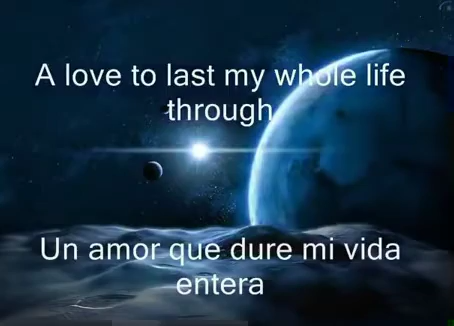 A love to last my whole life
through
Un amor que dure mi vida
entera